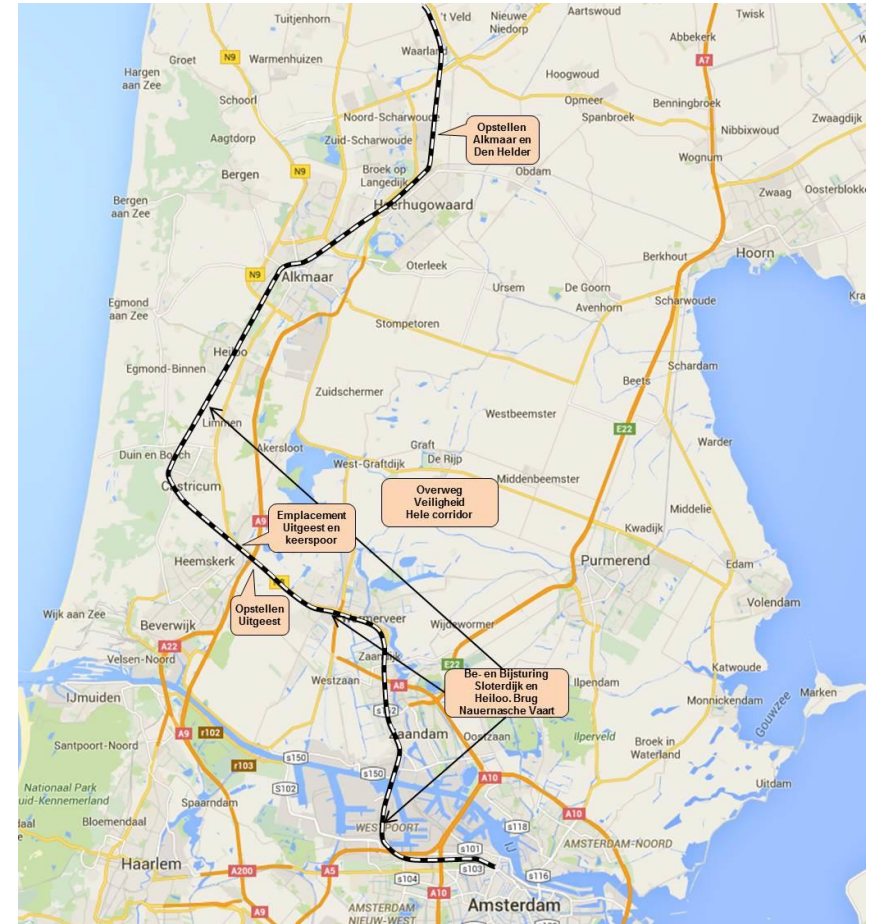 Tuitjenhorn
't Veld
Nieuwe
Niedorp
Aartswoud
Twisk
Abbekerk
Groet
N9
Warmenhuizen
Waarland
A7
Hargen
aan Zee
Hoogwoud
Schoorl
Opmeer
Benningbroek
Noord-Scharwoude
Spanbroek
Zwaagdijk
Opstellen
Alkmaar en
Den Helder
Nibbixwoud
Aagtdorp
Zuid-Scharwoude
Wognum
Bergen
N9
Broek op
Langedijk
Obdam
Zwaag
Oosterblokke
Bergen
aan Zee
Heerhugowaard
Berkhout
Hoorn
Oterleek
N9
Alkmaar
Ursem
De Goorn
Avenhorn
Scharwoude
Kra
Egmond
aan Zee
Stompetoren
Heiloo
Egmond-Binnen
Schardam
Beets
Zuidschermer
Limmen
Westbeemster
E22
Warder
Akersloot
Graft
De Rijp
Duin en Bosch
West-Graftdijk
Castricum
Middenbeemster
Overweg
Veiligheid
Hele corridor
Middelie
Emplacement
Uitgeest en
keerspoor
A9
Kwadijk
Heemskerk
Purmerend
Edam
Opstellen
Uitgeest
Volendam
Wijk aan Zee
Beverwijk
Wormerveer
Wijdewormer
A22
Velsen-Noord
Zaandijk
E22
Katwoude
Westzaan
A8
Be- en Bijsturing
Sloterdijk en
Heiloo. Brug
Nauernasche Vaart
Ilpendam
Marken
IJmuiden
Monnickendam
Gouwzee
A9
r102
Zaandam
Oostzaan
Ilperveld
Broek in
Waterland
Santpoort-Noord
s150
r103
s150
A10
Uitdam
S102
Nationaal Park
uid-Kennemerland
Spaarndam
A10
Bloemendaal
WESTPOORT
s118
AMSTERDAM-NOORD
IJ
Haarlem
s101
A200
A5
s104
s103
s116
A10
Amsterdam
A9
AMSTERDAM
NIEUW-WEST
s100